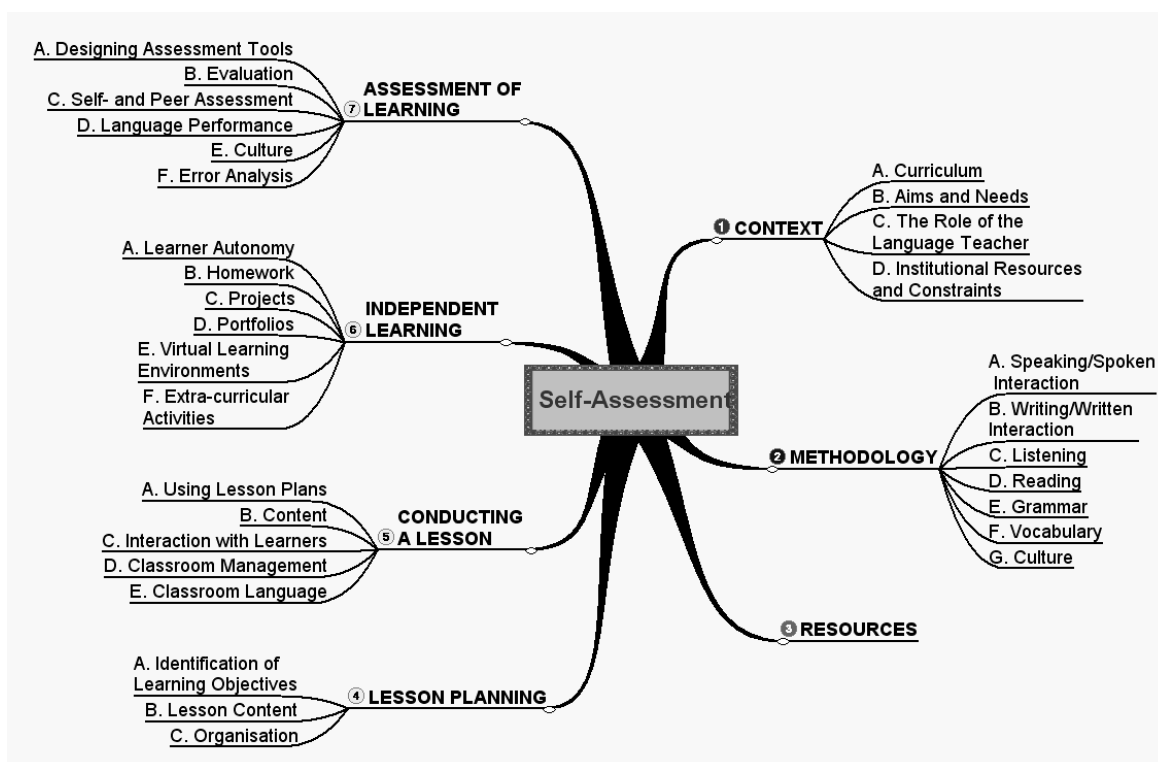 Self-Assessment
1 CONTEXT
A. Curriculum
B. Aims and Needs
C. The Role of the
Language Teacher
D. Institutional Resources
and Constraints
2 METHODOLOGY
A. Speaking/Spoken
Interaction
B. Writing/Written
Interaction
C. Listening
D. Reading
E. Grammar
F. Vocabulary
G. Culture
3 RESOURCES
4 LESSON PLANNING
A. Identification of
Learning Objectives
B. Lesson Content
C. Organisation
5 CONDUCTING
A LESSON
A. Using Lesson Plans
B. Content
C. Interaction with Learners
D. Classroom Management
E. Classroom Language
6 INDEPENDENT
LEARNING
A. Learner Autonomy
B. Homework
C. Projects
D. Portfolios
E. Virtual Learning
Environments
F. Extra-curricular
Activities
7 ASSESSMENT OF
LEARNING
A. Designing Assessment Tools
B. Evaluation
C. Self- and Peer Assessment
D. Language Performance
E. Culture
F. Error Analysis